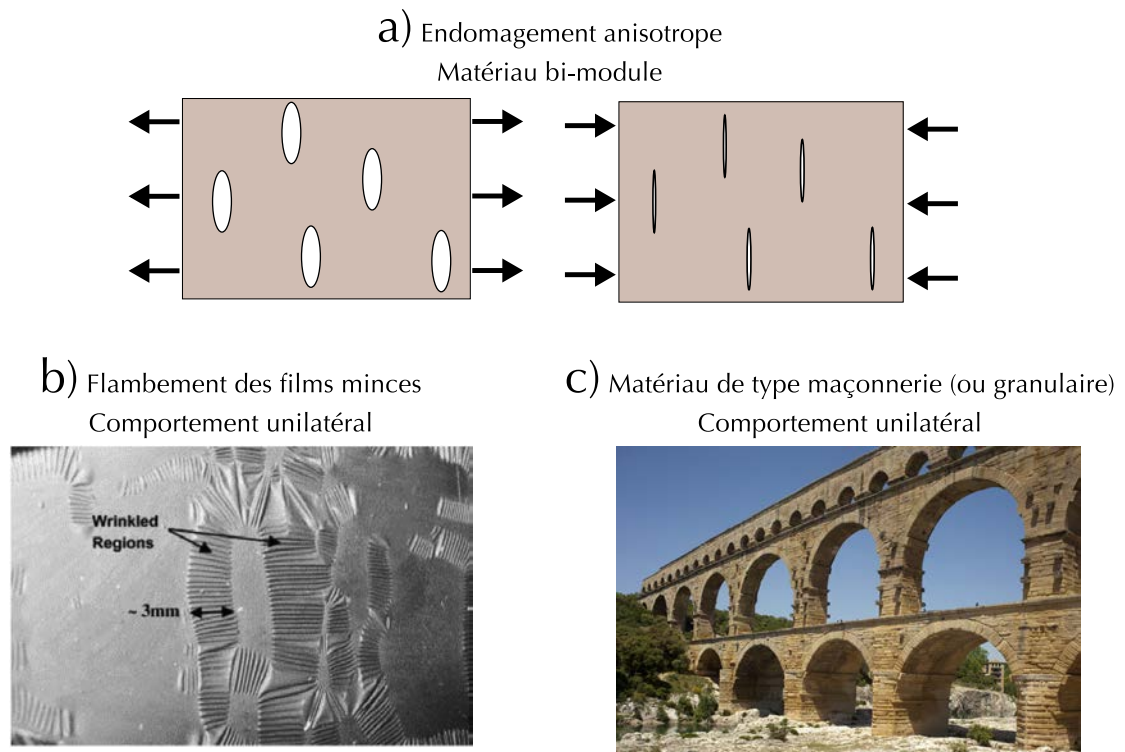 a) Endomagement anisotrope
Matériau bi-module
b) Flambement des films minces
Comportement unilatéral
c) Matériau de type maçonnerie (ou granulaire)
Comportement unilatéral
Wrinkled
Regions
~ 3mm